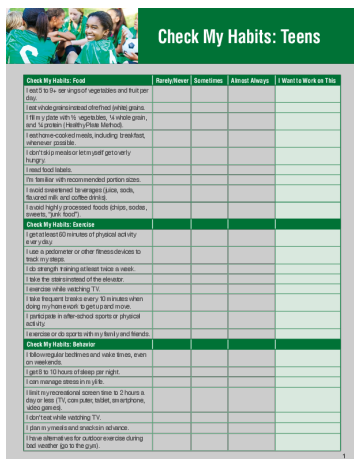 Check My Habits: Teens
Check My Habits: Food Rarely/Never Sometimes Almost Always I Want to Work on This
I eat 5 to 9+ servings of vegetables and fruit per
day.
I eat whole grains instead of refined (white) grains.
I fill my plate with ½ vegetables, ¼ whole grain,
and ¼ protein (Healthy Plate Method).
I eat home-cooked meals, including breakfast,
whenever possible.
I don't skip meals or let myself get overly
hungry.
I read food labels.
I'm familiar with recommended portion sizes.
I avoid sweetened beverages (juice, soda,
flavored milk and coffee drinks).
I avoid highly processed foods (chips, sodas,
sweets, "junk food").
Check My Habits: Exercise
I get at least 60 minutes of physical activity
every day.
I use a pedometer or other fitness devices to
track my steps.
I do strength training at least twice a week.
I take the stairs instead of the elevator.
I exercise while watching TV.
I take frequent breaks every 10 minutes when
doing my homework to get up and move.
I participate in after-school sports or physical
activity.
I exercise or do sports with my family and friends.
Check My Habits: Behavior
I follow regular bedtimes and wake times, even
on weekends.
I get 8 to 10 hours of sleep per night.
I can manage stress in my life.
I limit my recreational screen time to 2 hours a
day or less (TV, computer, tablet, smartphone,
video games).
I don't eat while watching TV.
I plan my meals and snacks in advance.
I have alternatives for outdoor exercise during
bad weather (go to the gym).
1